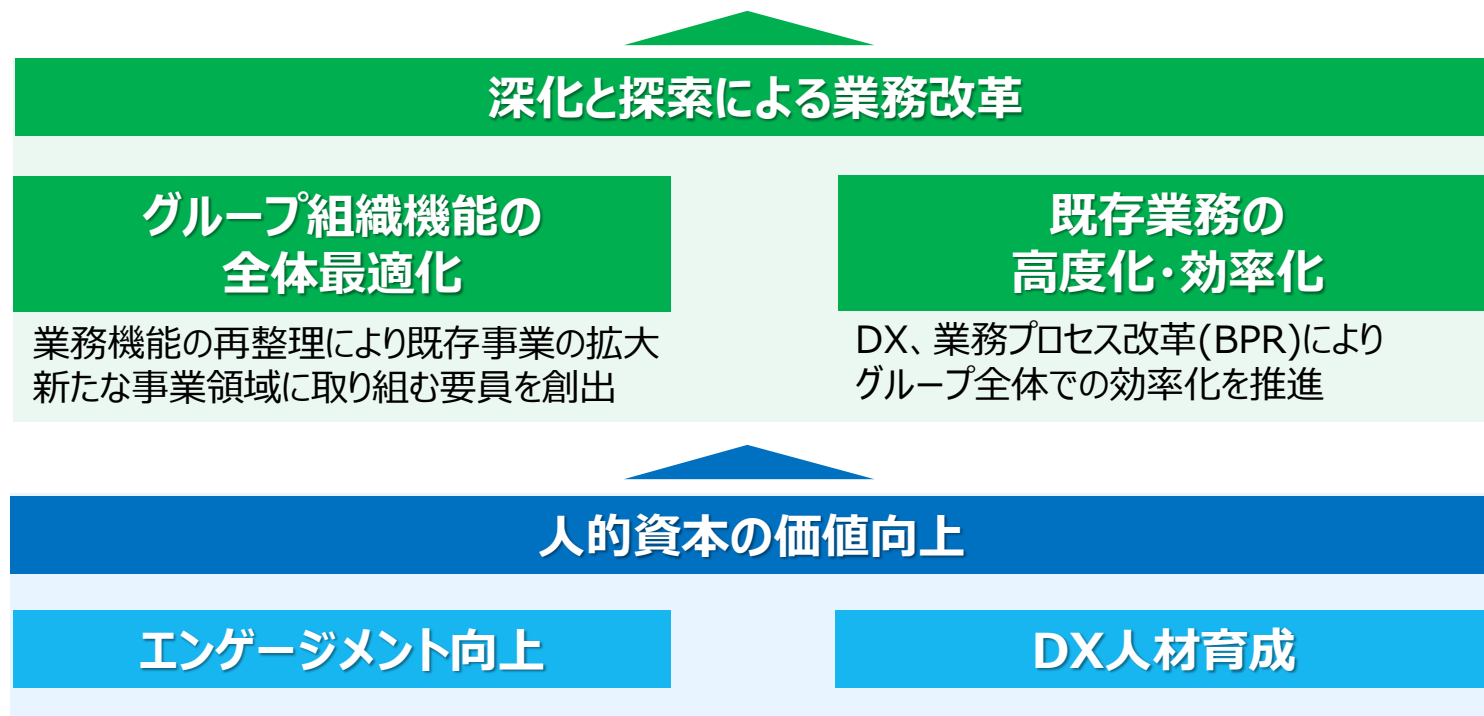 深化と探索による業務改革
グループ組織機能の
全体最適化
業務機能の再整理により既存事業の拡大
新たな事業領域に取り組む要員を創出
既存業務の
高度化・効率化
DX、業務プロセス改革(BPR)により
グループ全体での効率化を推進
人的資本の価値向上
エンゲージメント向上
DX人材育成